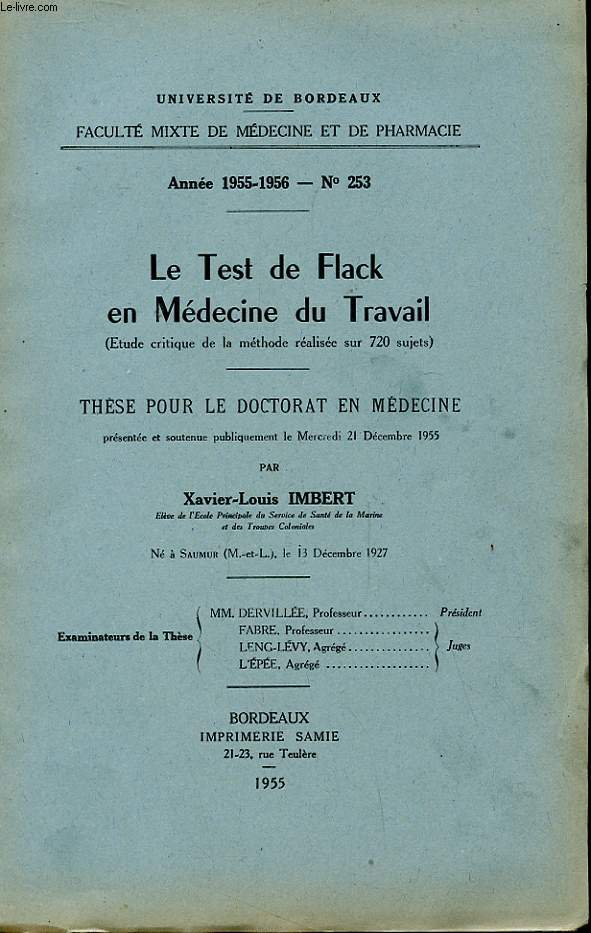 Le-livre.com
UNIVERSITÉ DE BORDEAUX
FACULTÉ MIXTE DE MÉDECINE ET DE PHARMACIE
Année 1955-1956 — Nº 253
Le Test de Flack
en Médecine du Travail
(Etude critique de la méthode réalisée sur 720 sujets)
THÈSE POUR LE DOCTORAT EN MÉDECINE
présentée et soutenue publiquement le Mercredi 21 Décembre 1955
PAR
Xavier-Louis IMBERT
Elève de l'Ecole Principale du Service de Santé de la Marine
et des Troupes Coloniales
Né à SAUMUR (M.-et-L.), le 13 Décembre 1927
Examinateurs de la Thèse
MM. DERVILLÉE, Professeur............ Président
FABRE, Professeur ................
LENG-LÉVY, Agrégé............... Juges
L'ÉPÉE, Agrégé ...................
BORDEAUX
IMPRIMERIE SAMIE
21-23, rue Teulère
1955